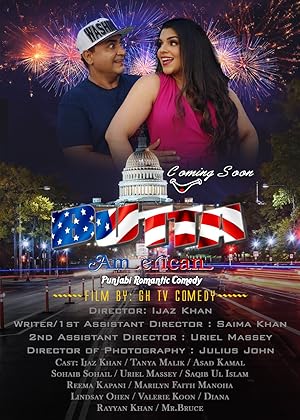 WASHI
Coming Soon
BUTTA
American
Punjabi Romantic Comedy
FILM BY: GH TV COMEDY
Director: Ijaz Khan
Writer/1st Assistant Director : Saima Khan
2nd Assistant Director : Uriel Massey
Director of Photography : Julius John
Cast: Ijaz Khan / Tanya Malik / Asad Kamal
Sohaib Sohail / Uriel Massey / Saqib Ul Islam
Reema Kapani / Marilyn Faith Manoha
Lindsay Ohen / Valerie Koon / Diana
Rayyan Khan / Mr.Bruce